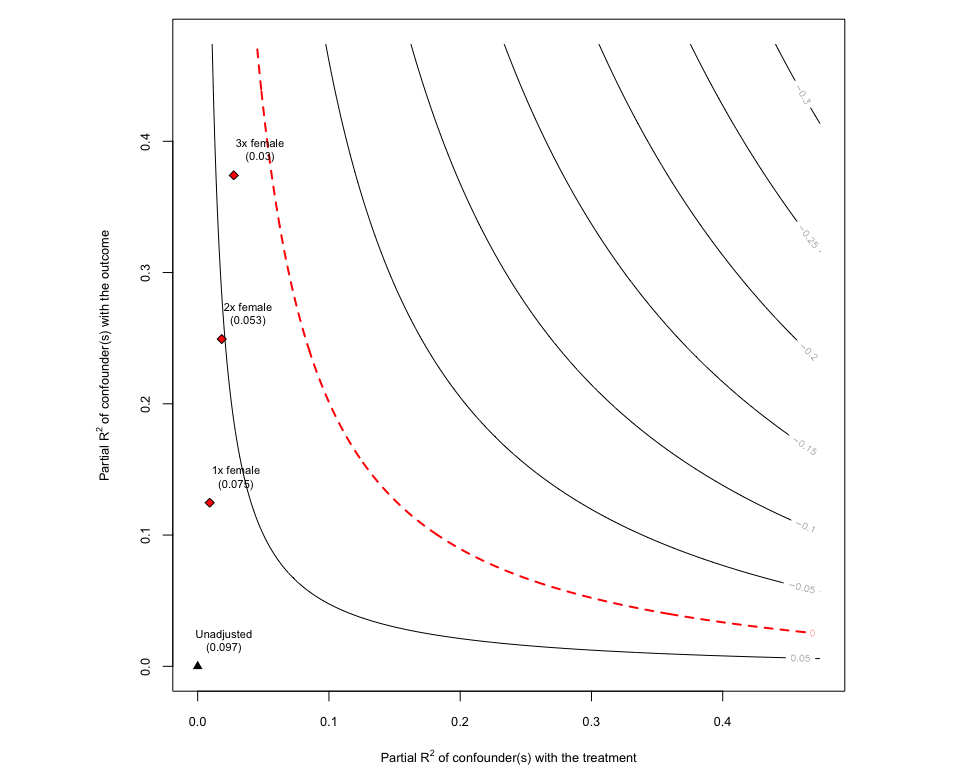 3x female
(0.03)
2x female
(0.053)
1x female
(0.075)
Unadjusted
(0.097)
−0.3
−0.25
−0.2
−0.15
−0.1
−0.05
0
0.05
0.4
0.3
0.2
0.1
0.0
Partial R² of confounder(s) with the outcome
0.0 0.1 0.2 0.3 0.4
Partial R² of confounder(s) with the treatment